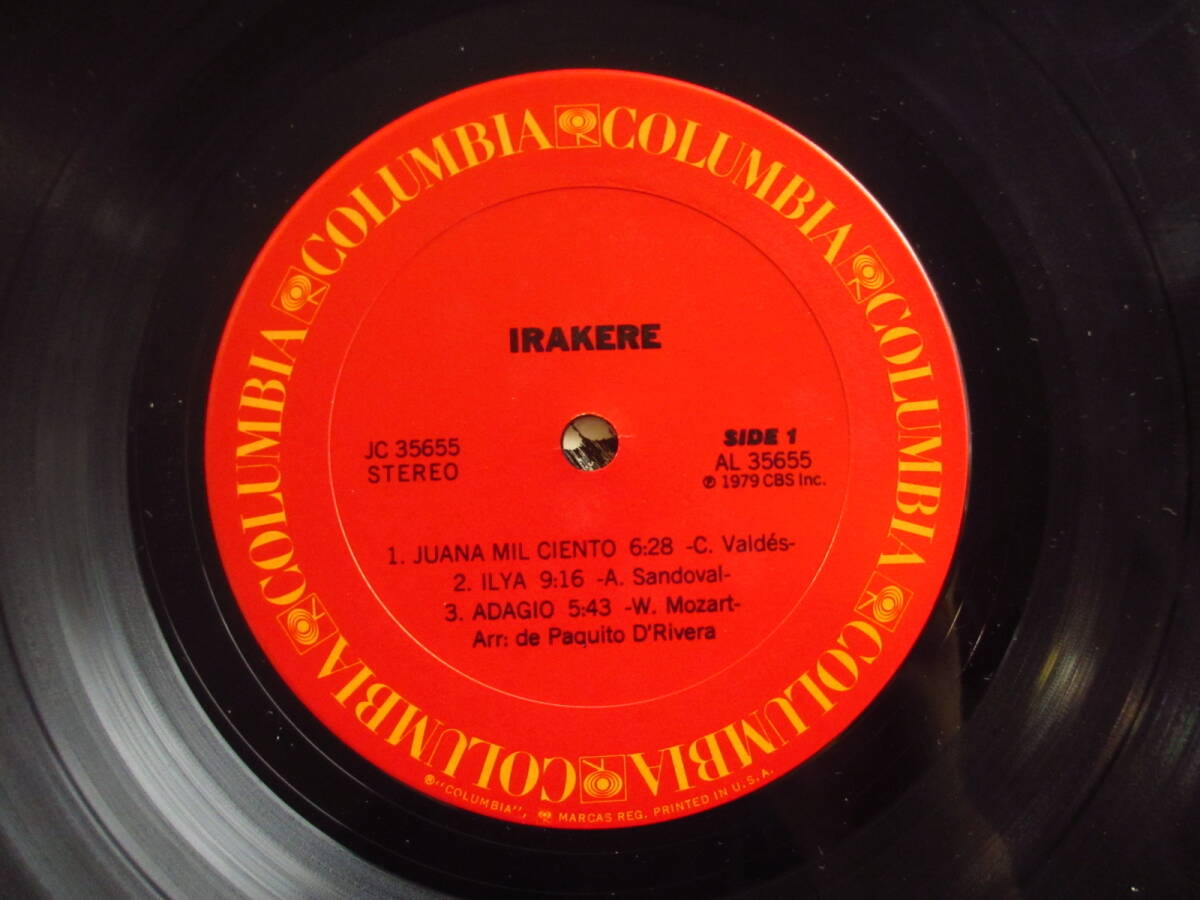 COLUMBIA COLUMBIA COLUMBIA COLUMBIA COLUMBIA COLUMBIA
IRAKERE
JC 35655
STEREO
SIDE 1
AL 35655
℗ 1979 CBS Inc.
1. JUANA MIL CIENTO 6:28 -C. Valdés-
2. ILYA 9:16 -A. Sandoval-
3. ADAGIO 5:43 -W. Mozart-
Arr: de Paquito D'Rivera
®"COLUMBIA", MARCAS REG. PRINTED IN U.S.A.